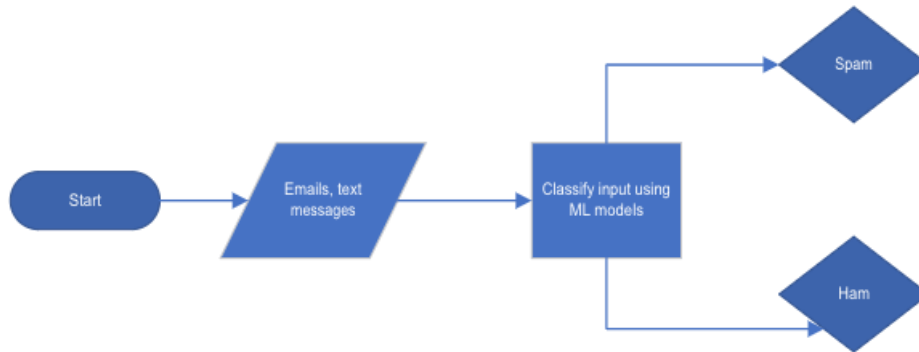 Start
Emails, text
messages
Classify input using
ML models
Spam
Ham